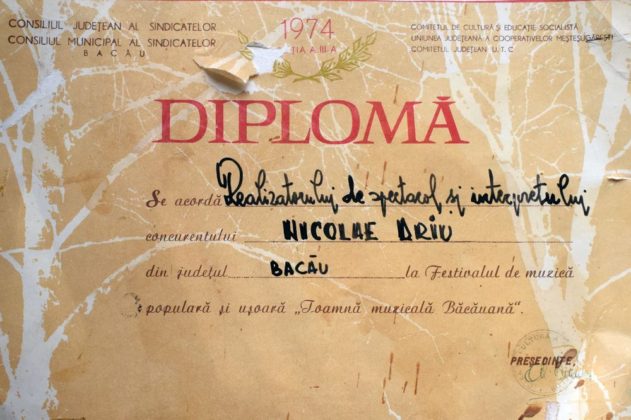 CONSILIUL JUDEȚEAN AL SINDICATELOR
CONSILIUL MUNICIPAL AL SINDICATELOR
BACĂU
1974
ȚIA A III-A
COMITETUL DE CULTURĂ ȘI EDUCAȚIE SOCIALISTĂ
UNIUNEA JUDEȚEANĂ A COOPERATIVELOR MEȘTEȘUGĂREȘTI
COMITETUL JUDEȚEAN U.T.C
DIPLOMĂ
Se acordă Realizatorului de spectacol și interpretului
concurentului NICOLAE ARIU
din județul BACĂU la Festivalul de muzică
populară și ușoară „Toamnă muzicală Băcăuană".
PREȘEDINTE,